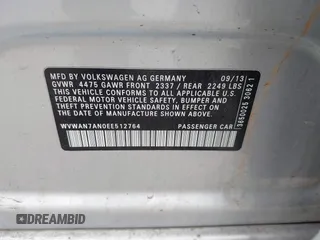 MFD BY VOLKSWAGEN AG GERMANY 09/13
GVWR 4475 GAWR FRONT 2337 / REAR 2249 LBS
THIS VEHICLE CONFORMS TO ALL APPLICABLE U.S.
FEDERAL MOTOR VEHICLE SAFETY, BUMPER AND
THEFT PREVENTION STANDARDS IN EFFECT ON THE
DATE OF MANUFACTURE SHOWN ABOVE.
WVWAN7AN0EE512764 PASSENGER CAR
DREAMBID